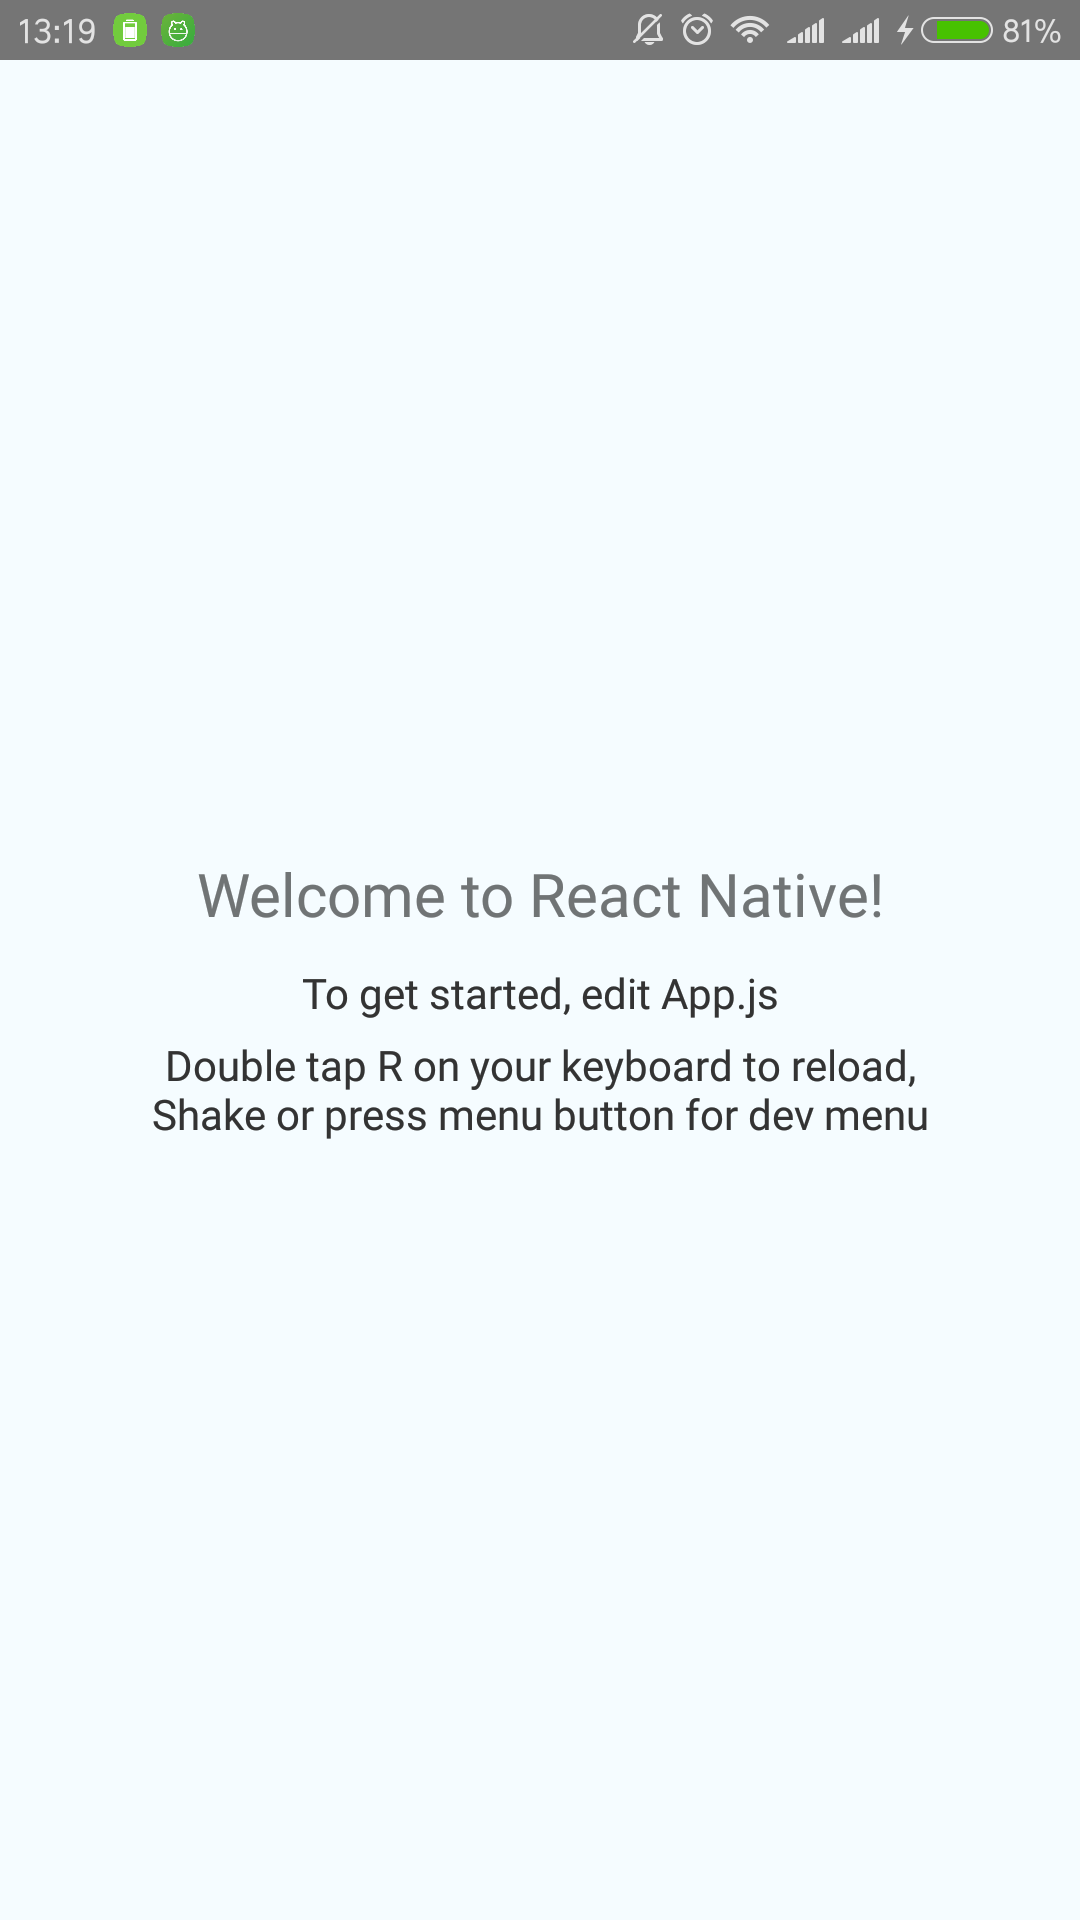 13:19 81%
Welcome to React Native!
To get started, edit App.js
Double tap R on your keyboard to reload,
Shake or press menu button for dev menu